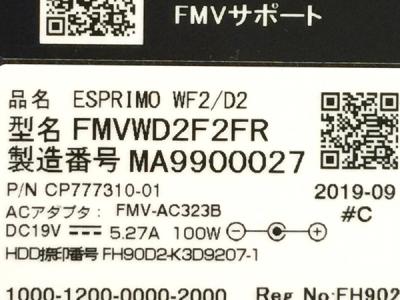 FMVサポート
品名 ESPRIMO WF2/D2
型名 FMVWD2F2FR
製造番号 MA9900027
P/N CP777310-01
2019-09
ACアダプタ: FMV-AC323B
#C
DC19V 5.27A 100W
HDD捺印番号 FH90D2-K3D9207-1
1000-1200-0000-2000 Reg No:FH902